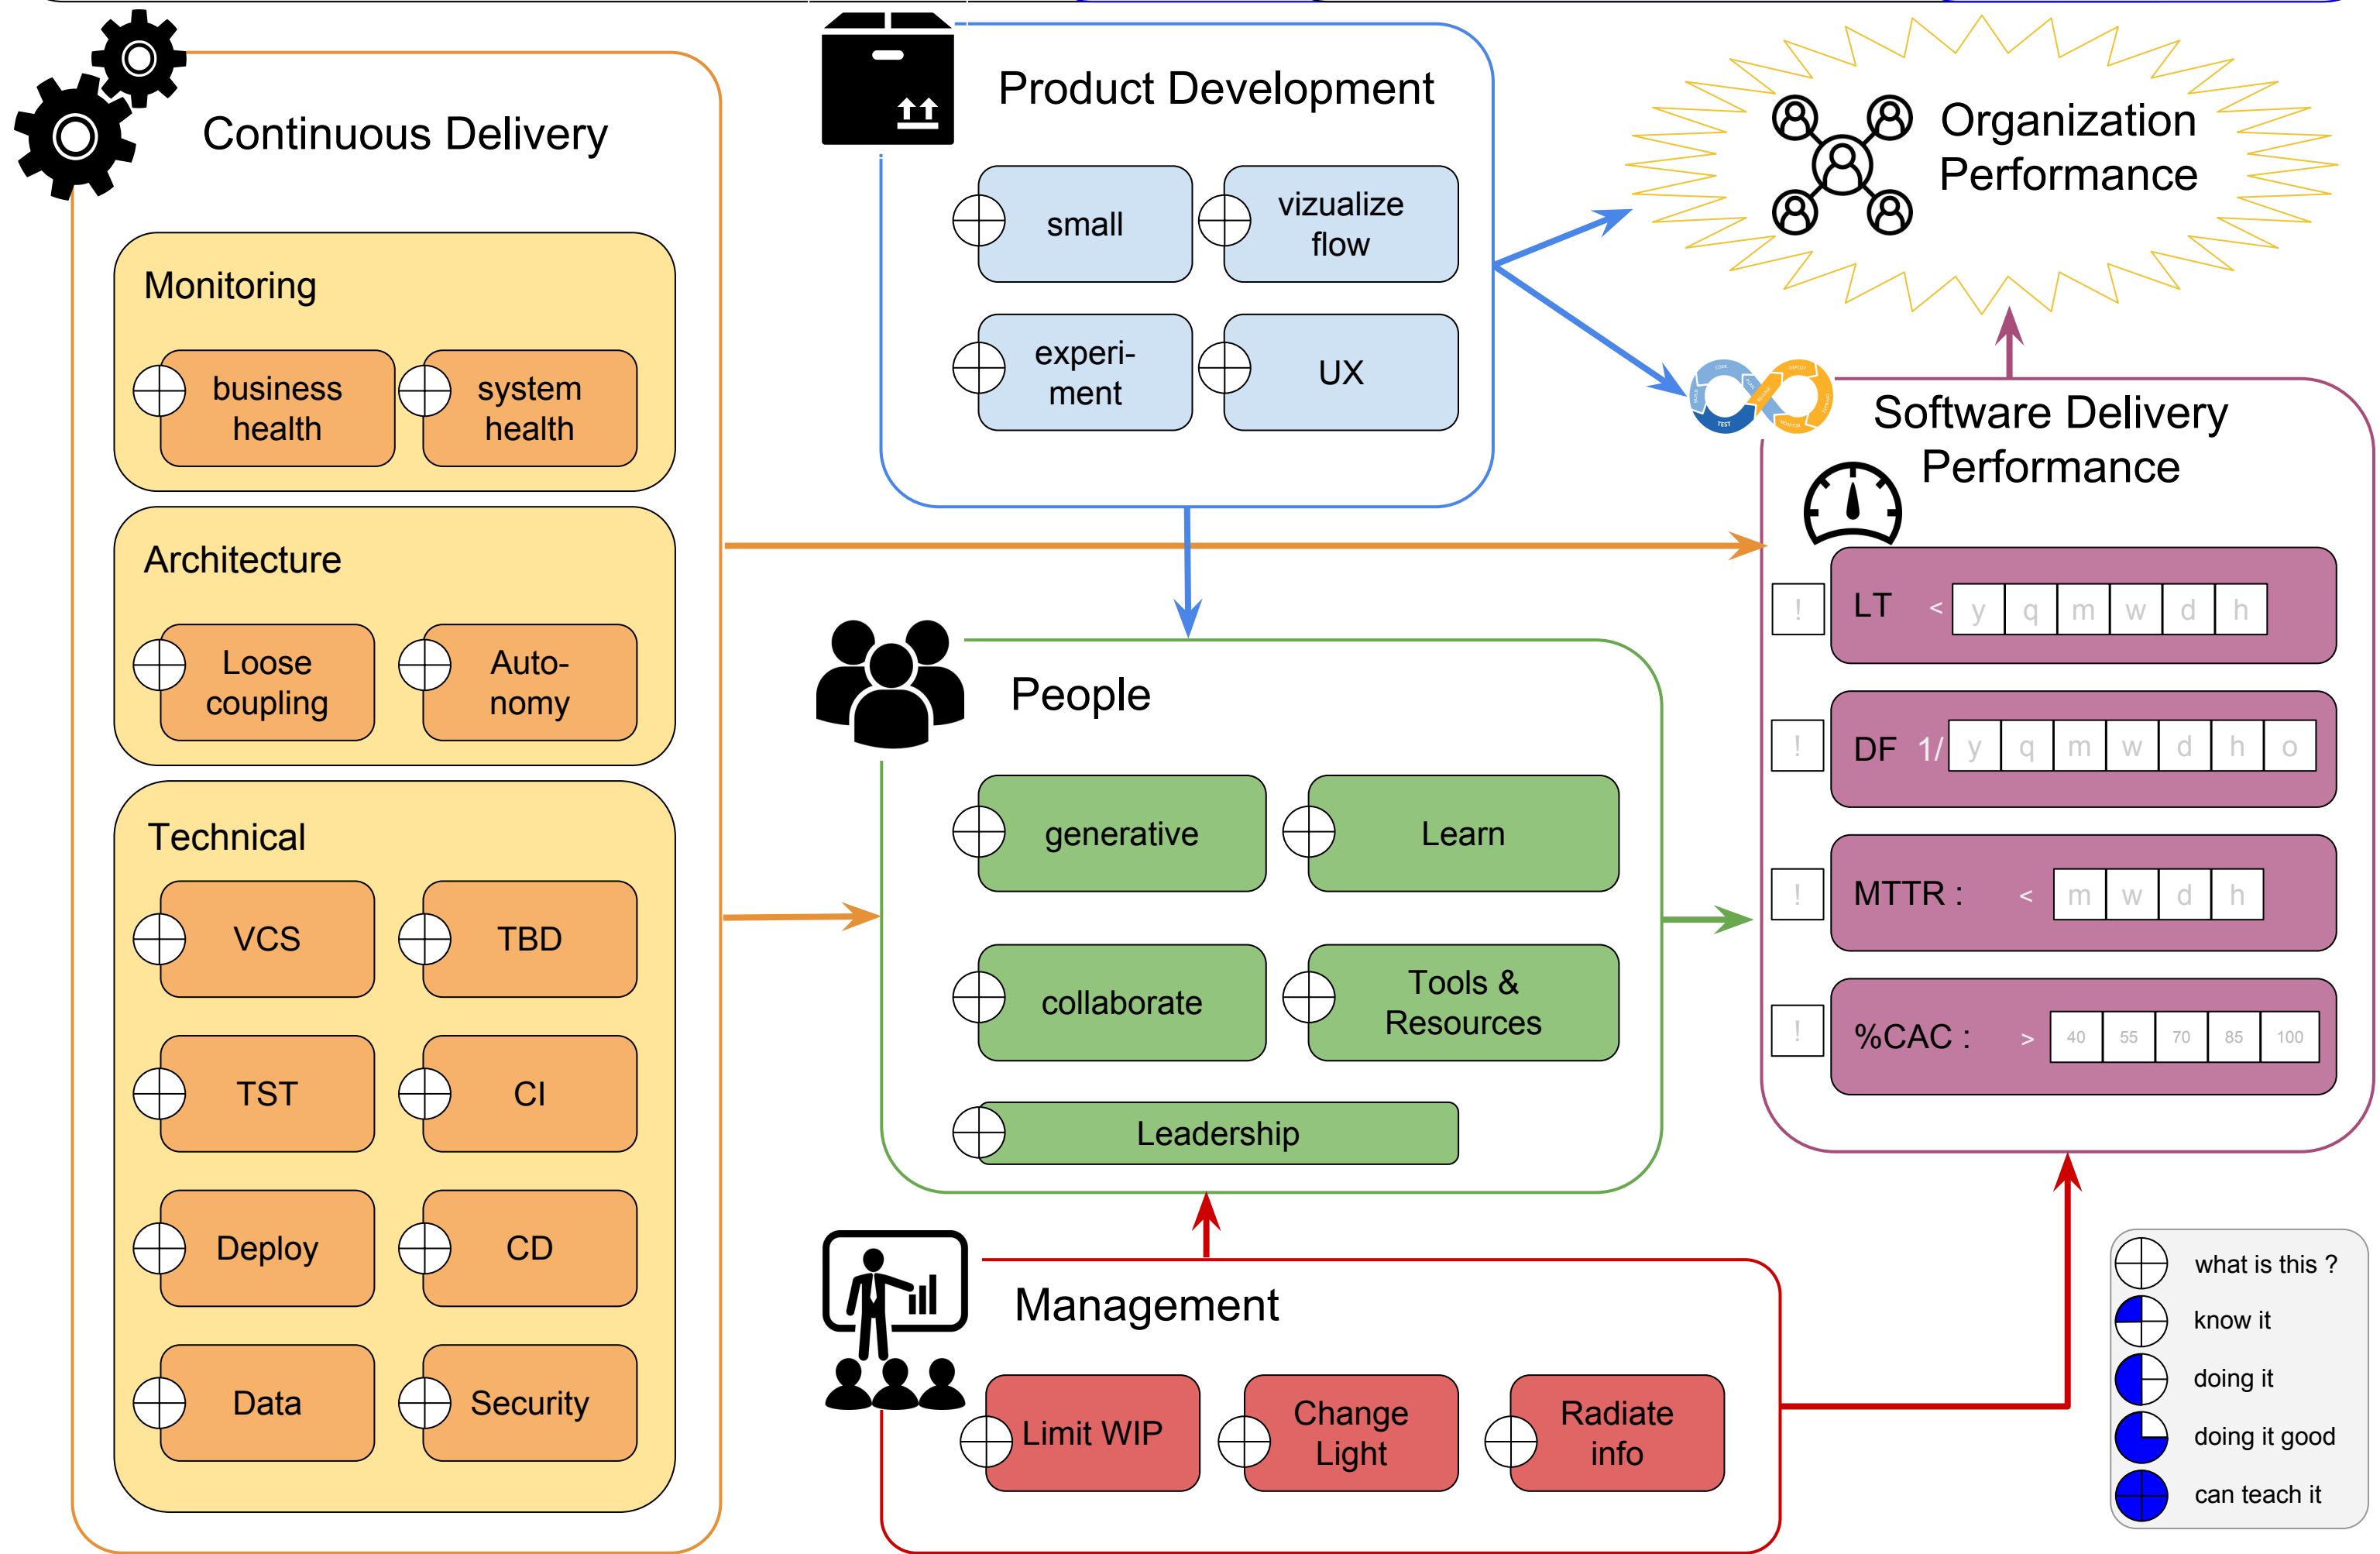 Continuous Delivery
Monitoring
business
health
system
health
Architecture
Loose
coupling
Auto-
nomy
Technical
VCS
TBD
TST
CI
Deploy
CD
Data
Security
Product Development
small
vizualize
flow
experi-
ment
UX
People
generative
Learn
collaborate
Tools &
Resources
Leadership
Management
Limit WIP
Change
Light
Radiate
info
Organization
Performance
TEST
Software Delivery
Performance
! LT < y q m w d h
! DF 1/ y q m w d h o
! MTTR : < m w d h
! %CAC : > 40 55 70 85 100
what is this ?
know it
doing it
doing it good
can teach it